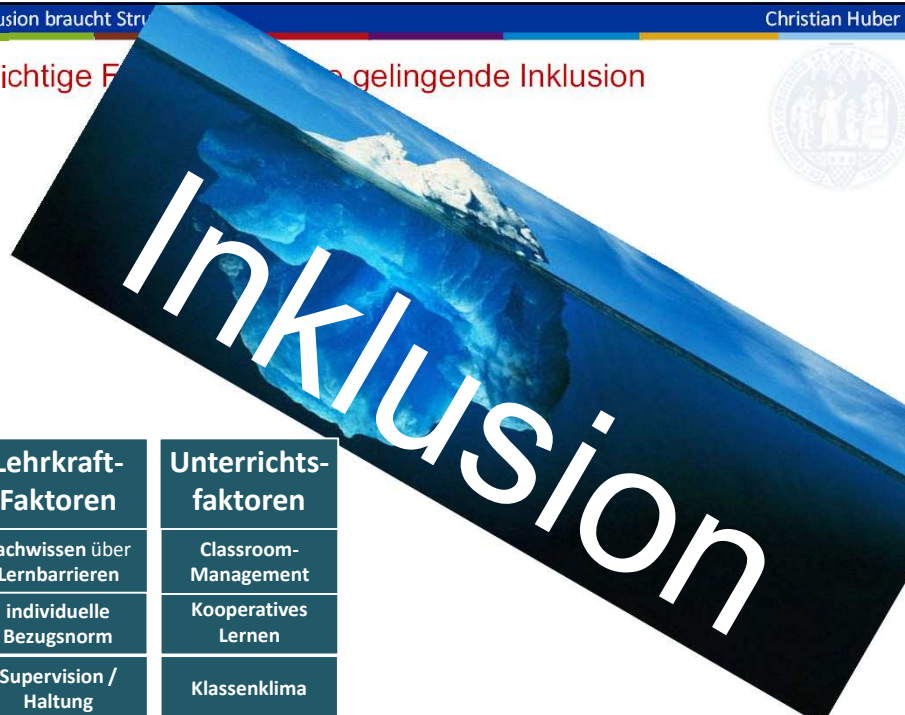 usion braucht Stru
Christian Huber
ichtige F
gelingende Inklusion
Inklusion
Lehrkraft-
Faktoren
achwissen über
Lernbarrieren
individuelle
Bezugsnorm
Supervision /
Haltung
Unterrichts-
faktoren
Classroom-
Management
Kooperatives
Lernen
Klassenklima